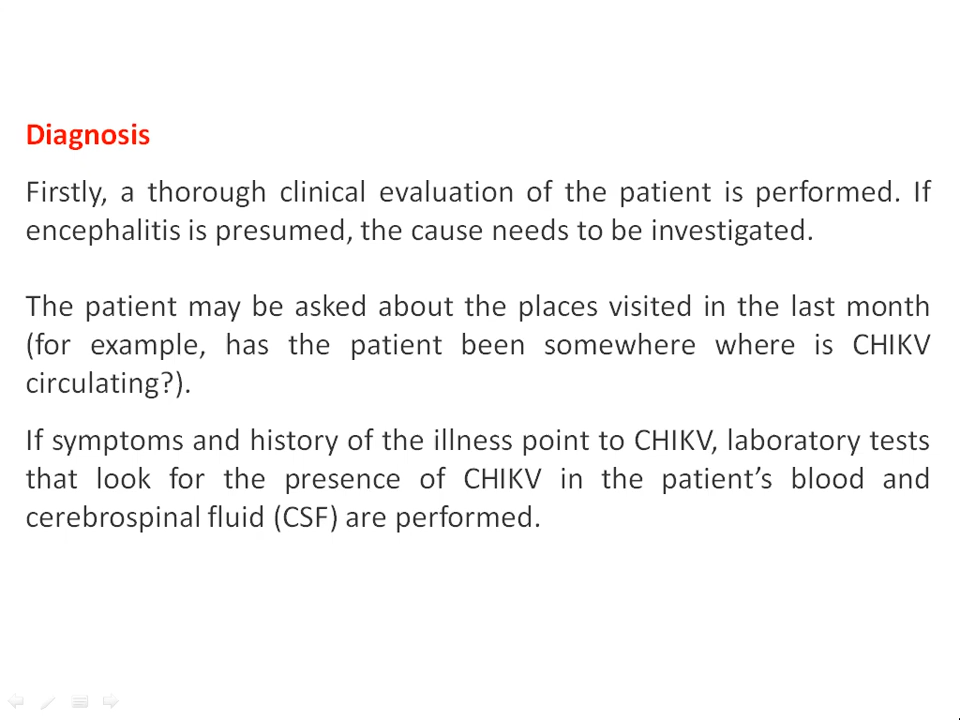 Diagnosis
Firstly, a thorough clinical evaluation of the patient is performed. If
encephalitis is presumed, the cause needs to be investigated.
The patient may be asked about the places visited in the last month
(for example, has the patient been somewhere where is CHIKV
circulating?).
If symptoms and history of the illness point to CHIKV, laboratory tests
that look for the presence of CHIKV in the patient’s blood and
cerebrospinal fluid (CSF) are performed.